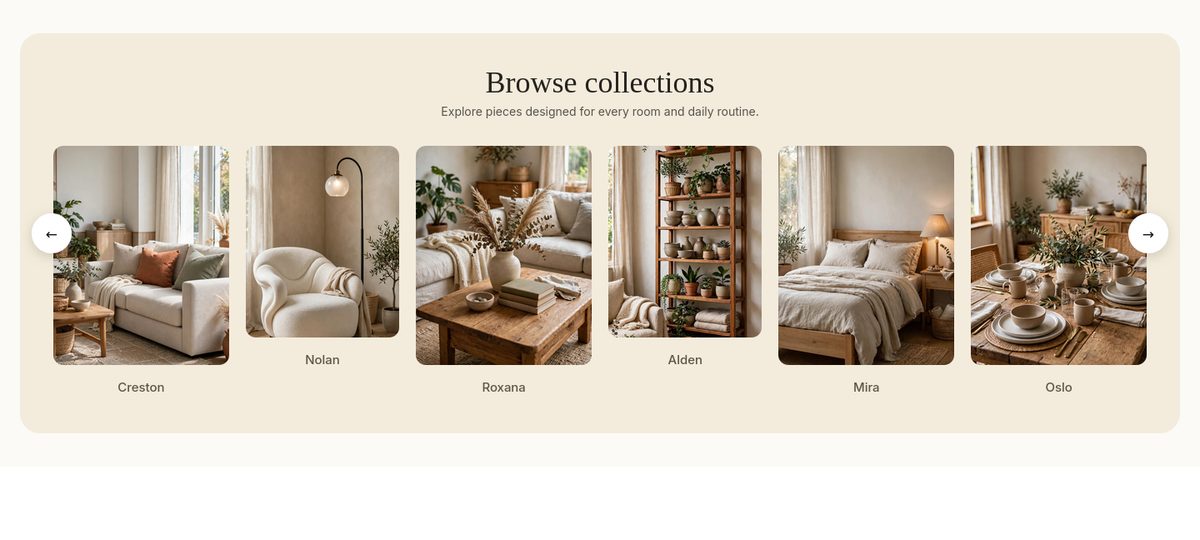 Browse collections
Explore pieces designed for every room and daily routine.
←
→
Nolan
Alden
Creston
Roxana
Mira
Oslo